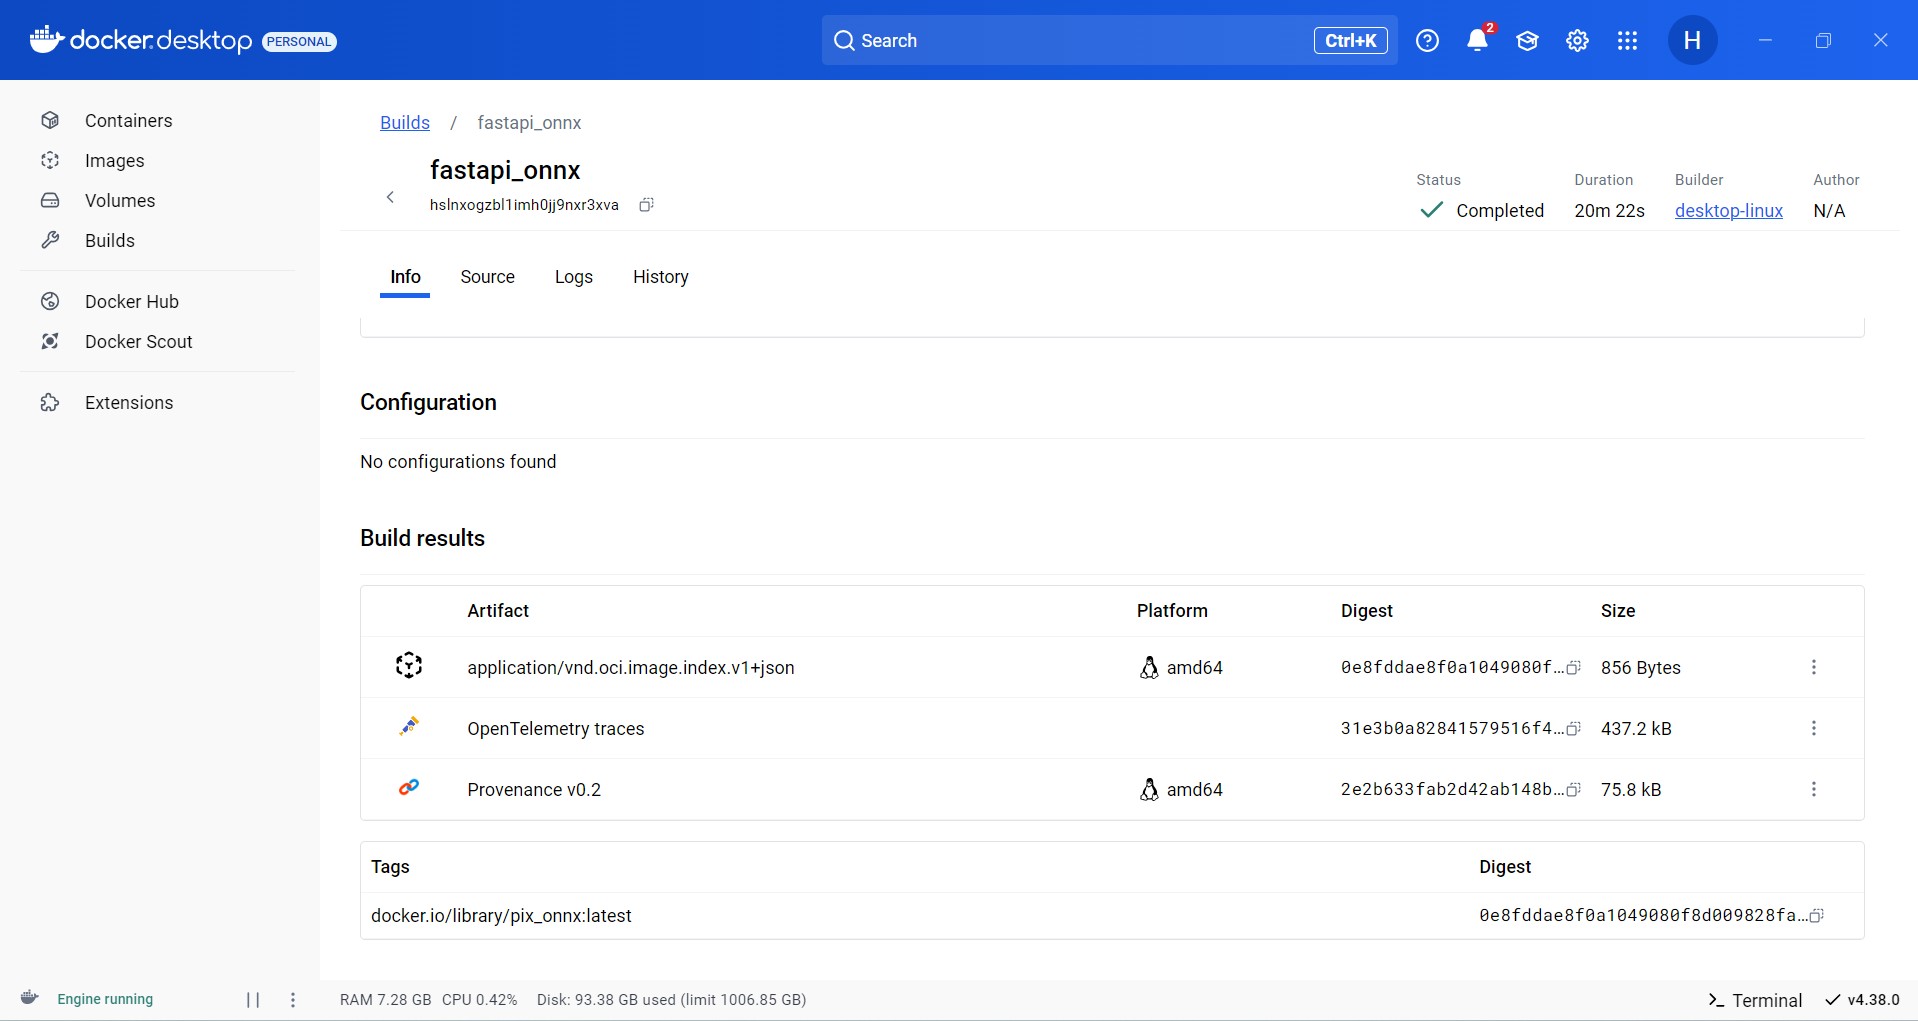 docker.desktop PERSONAL
Search
Ctrl+K
2
H
Containers
Images
Volumes
Builds
Docker Hub
Docker Scout
Extensions
Builds / fastapi_onnx
fastapi_onnx
hslnxogzbl1imh0jj9nxr3xva
Status
Completed
Duration
20m 22s
Builder
desktop-linux
Author
N/A
Info
Source
Logs
History
Configuration
No configurations found
Build results
Artifact Platform Digest Size
application/vnd.oci.image.index.v1+json amd64 0e8fddae8f0a1049080f... 856 Bytes
OpenTelemetry traces 31e3b0a82841579516f4... 437.2 kB
Provenance v0.2 amd64 2e2b633fab2d42ab148b... 75.8 kB
Tags Digest
docker.io/library/pix_onnx:latest 0e8fddae8f0a1049080f8d009828fa...
Engine running
RAM 7.28 GB CPU 0.42% Disk: 93.38 GB used (limit 1006.85 GB)
Terminal
v4.38.0